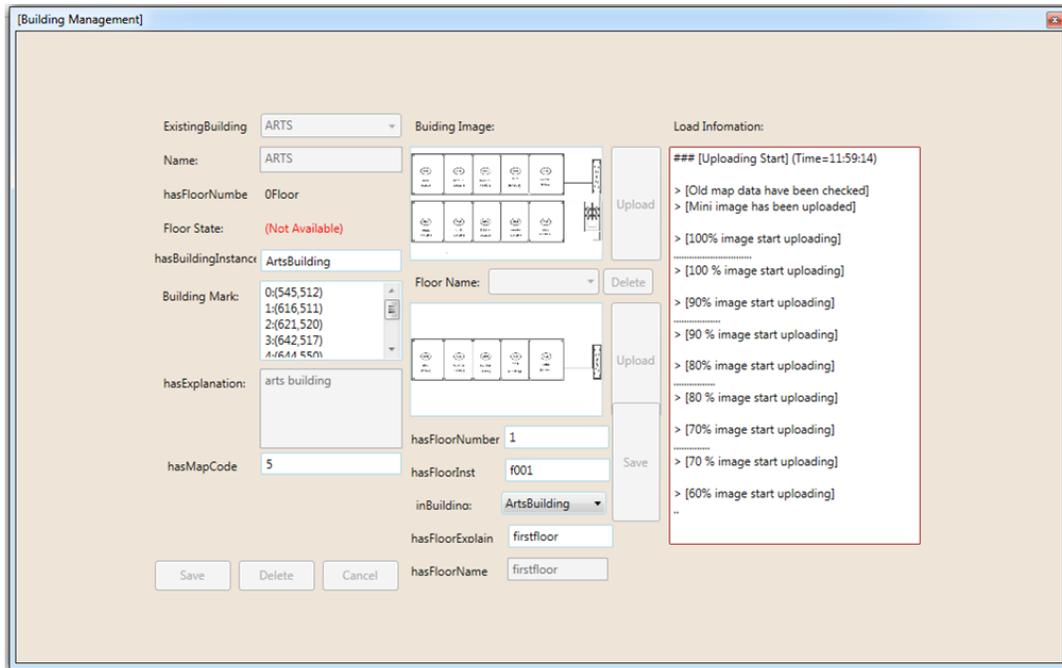 [Building Management]
ExistingBuilding
ARTS
Name:
ARTS
hasFloorNumbe
0Floor
Floor State:
(Not Available)
hasBuildingInstance
ArtsBuilding
Building Mark:
0:(545,512)
1:(616,511)
2:(621,520)
3:(642,517)
4:(644,550)
hasExplanation:
arts building
hasMapCode
5
Save
Delete
Cancel
Buiding Image:
Upload
Floor Name:
Delete
Upload
hasFloorNumber
1
hasFloorInst
f001
inBuilding:
ArtsBuilding
hasFloorExplain
firstfloor
hasFloorName
firstfloor
Save
Load Infomation:
### [Uploading Start] (Time=11:59:14)
> [Old map data have been checked]
> [Mini image has been uploaded]
> [100% image start uploading]
..............................
> [100 % image start uploading]
> [90% image start uploading]
..................
> [90 % image start uploading]
> [80% image start uploading]
................
> [80 % image start uploading]
> [70% image start uploading]
..............
> [70 % image start uploading]
> [60% image start uploading]
..